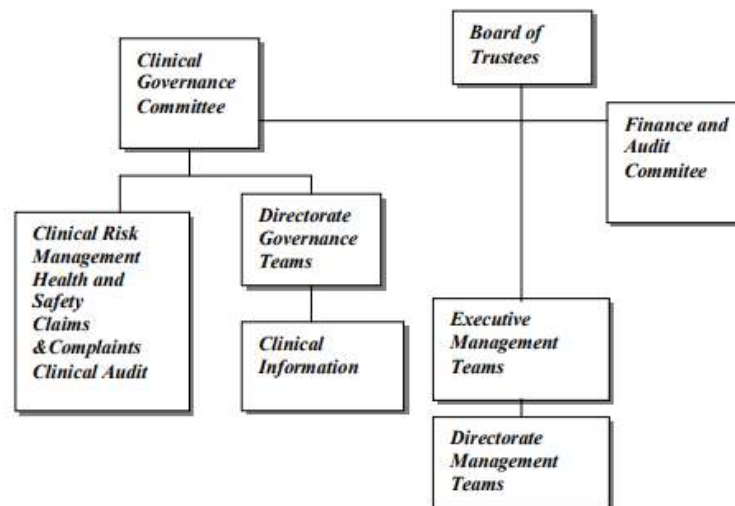 Clinical
Governance
Committee
Board of
Trustees
Finance and
Audit
Commitee
Clinical Risk
Management
Health and
Safety
Claims
&Complaints
Clinical Audit
Directorate
Governance
Teams
Clinical
Information
Executive
Management
Teams
Directorate
Management
Teams